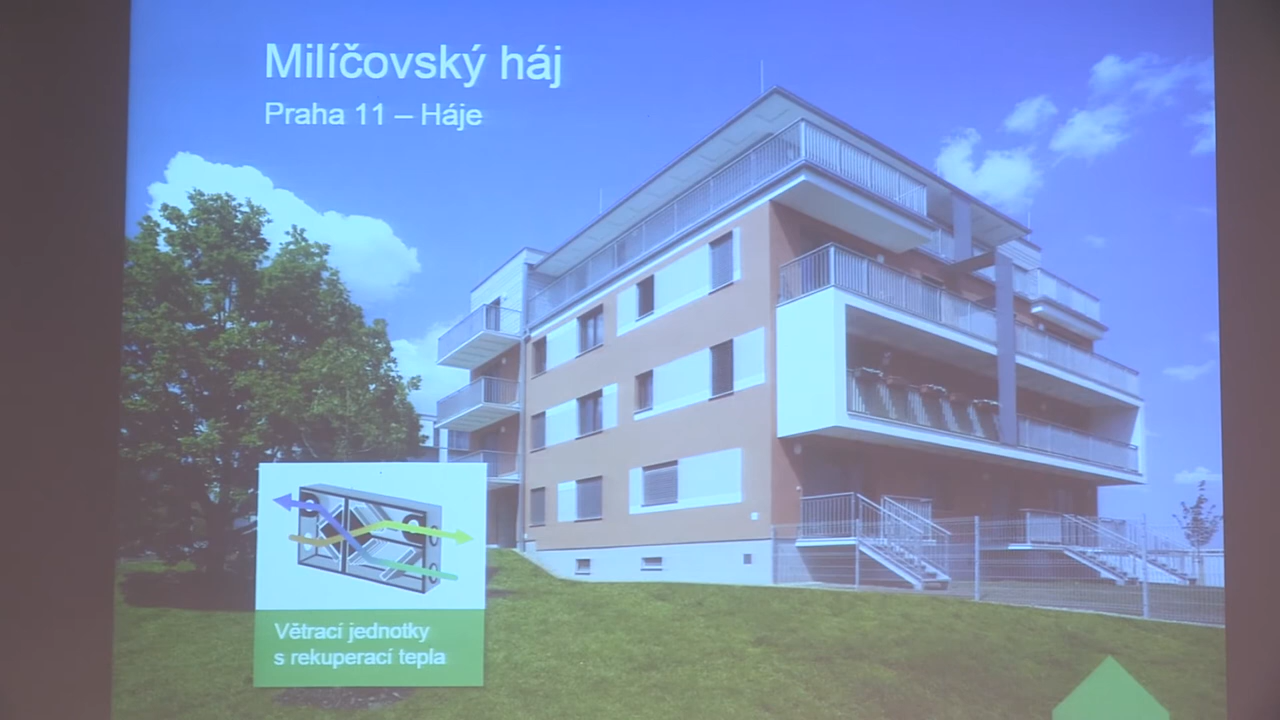 Milíčovský háj
Praha 11 – Háje
Větrací jednotky
s rekuperací tepla